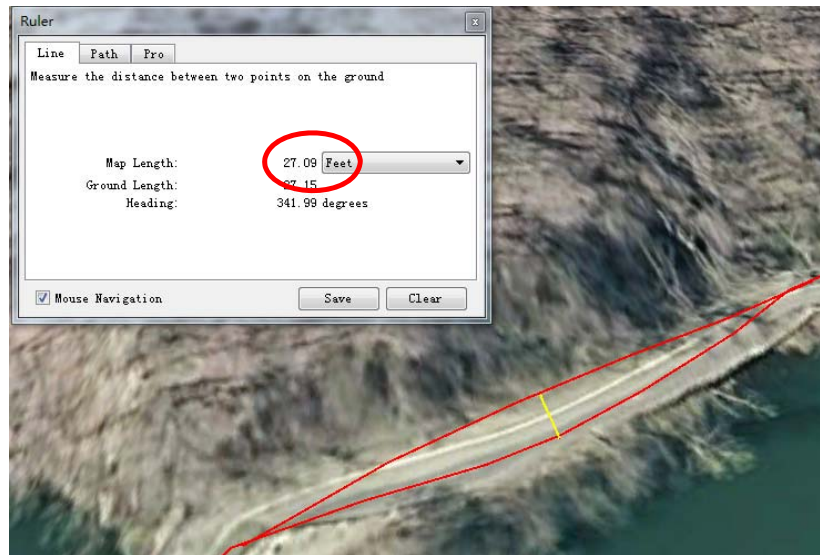 Ruler
Line Path Pro
Measure the distance between two points on the ground
Map Length: 27.09 Feet
Ground Length: 27.15
Heading: 341.99 degrees
Mouse Navigation Save Clear